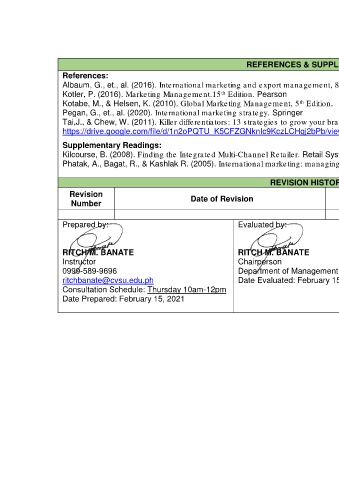 REFERENCES & SUPPL
References:
Albaum, G., et., al. (2016). International marketing and export management, 8
Kotler, P. (2016). Marketing Management.15th Edition. Pearson
Kotabe, M., & Helsen, K. (2010). Global Marketing Management, 5th Edition.
Pegan, G., et., al. (2020). International marketing strategy. Springer
Tai,J., & Chew, W. (2011). Killer differentiators: 13 strategies to grow your bra
https://drive.google.com/file/d/1n2oPQTU_K5CFZGNknIc9KczLCHqj2bPb/view
Supplementary Readings:
Kilcourse, B. (2008). Finding the Integrated Multi-Channel Retailer. Retail Sys
Phatak, A., Bagat, R., & Kashlak R. (2005). International marketing: managing
REVISION HISTOR
Revision Number
Date of Revision
Prepared by:
RITCH M. BANATE
Instructor
0999-589-9696
ritchbanate@cvsu.edu.ph
Consultation Schedule: Thursday 10am-12pm
Date Prepared: February 15, 2021
Evaluated by:
RITCH M. BANATE
Chairperson
Department of Management
Date Evaluated: February 15